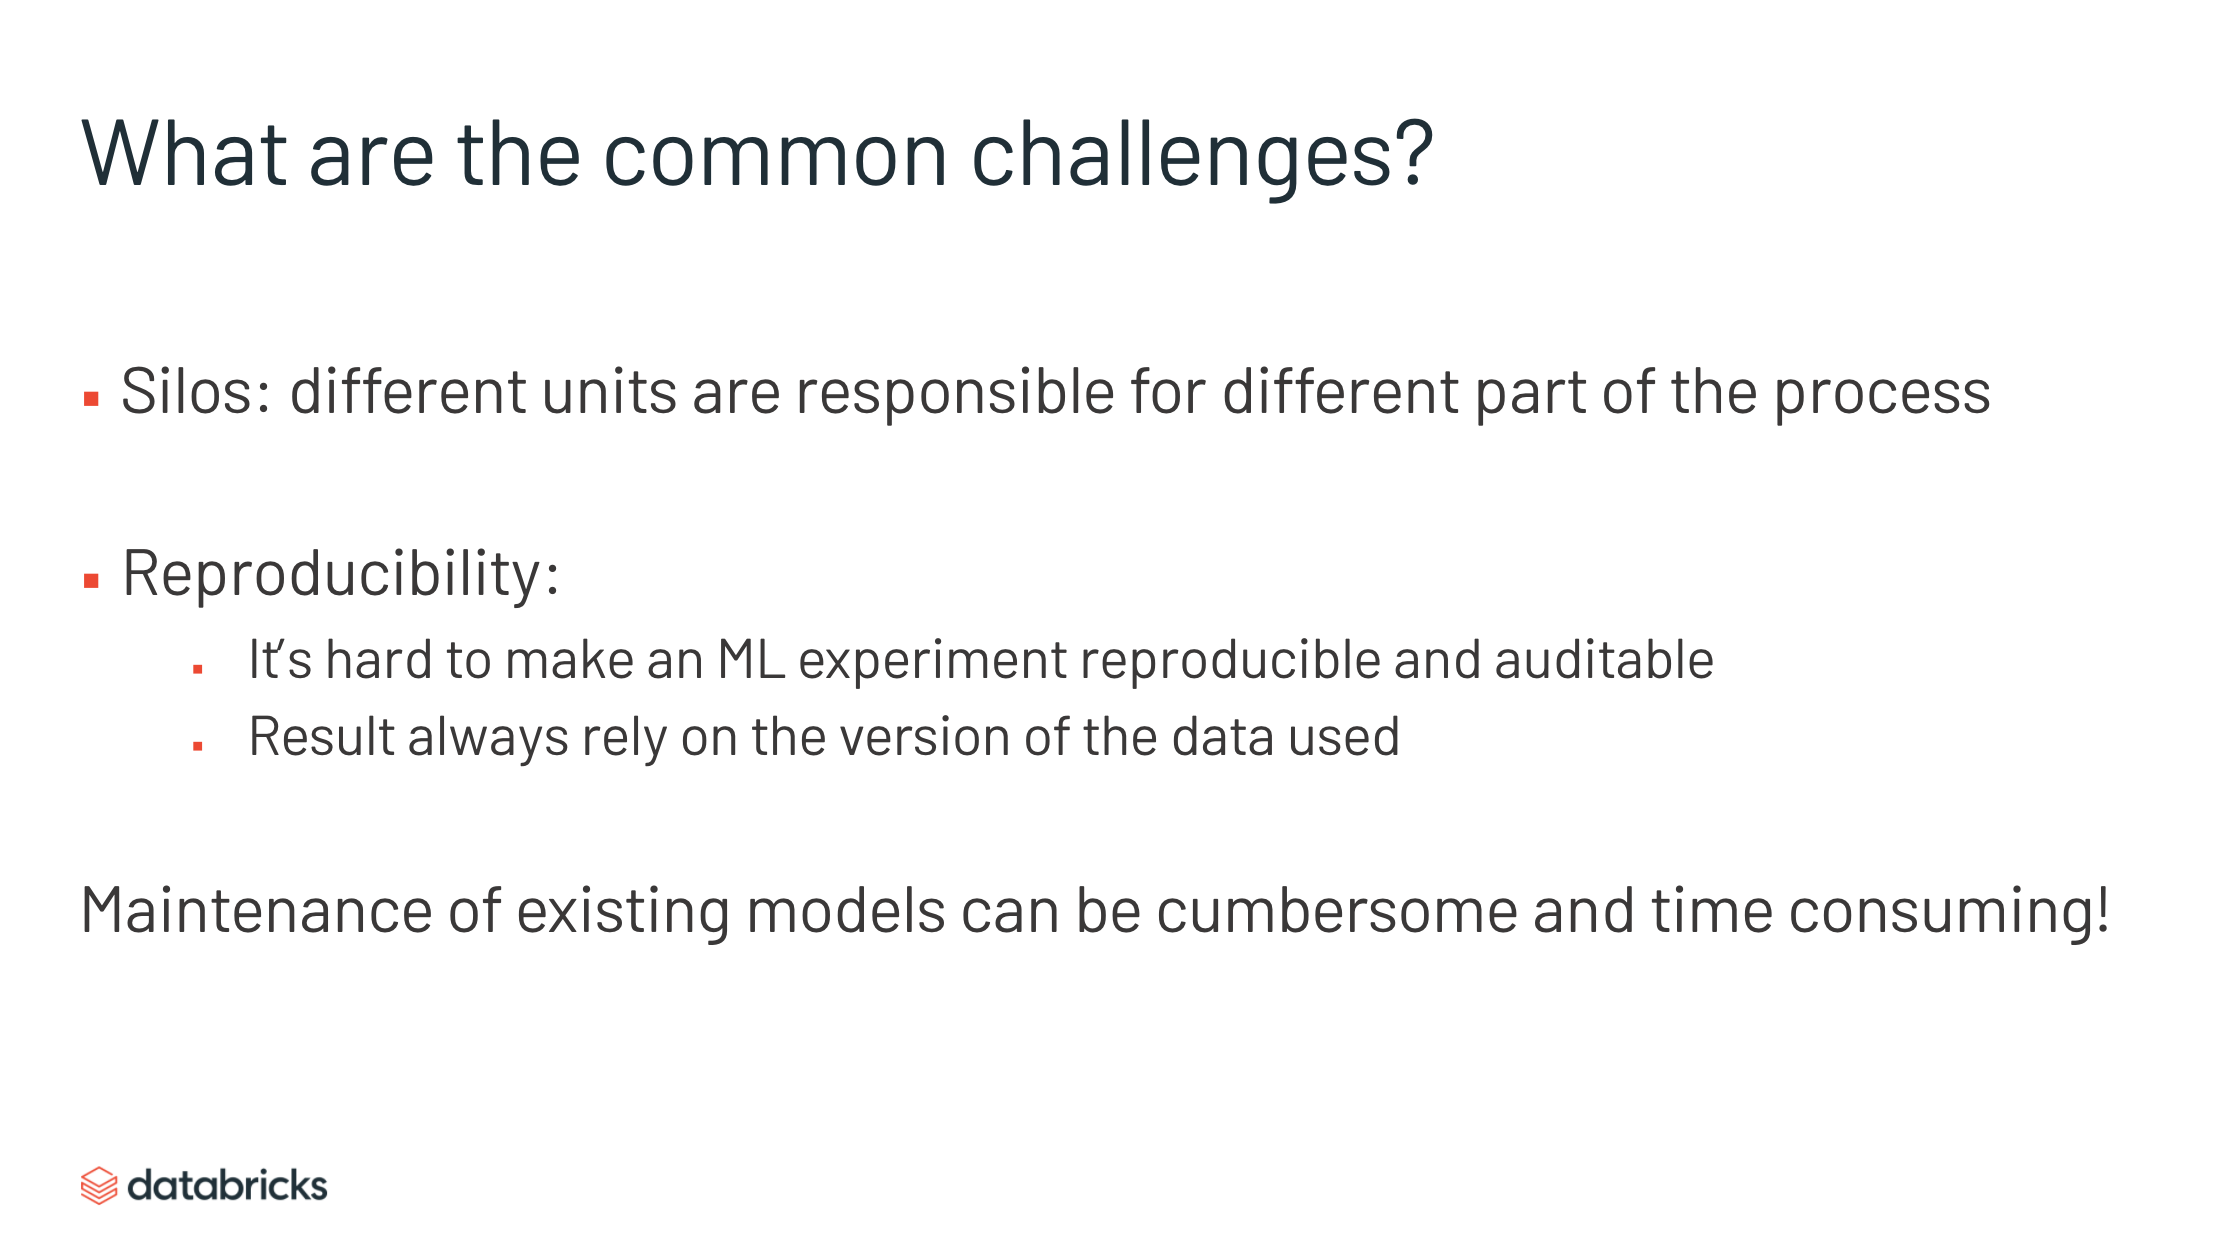 What are the common challenges?
▪ Silos: different units are responsible for different part of the process
▪ Reproducibility:
▪ It's hard to make an ML experiment reproducible and auditable
▪ Result always rely on the version of the data used
Maintenance of existing models can be cumbersome and time consuming!
databricks